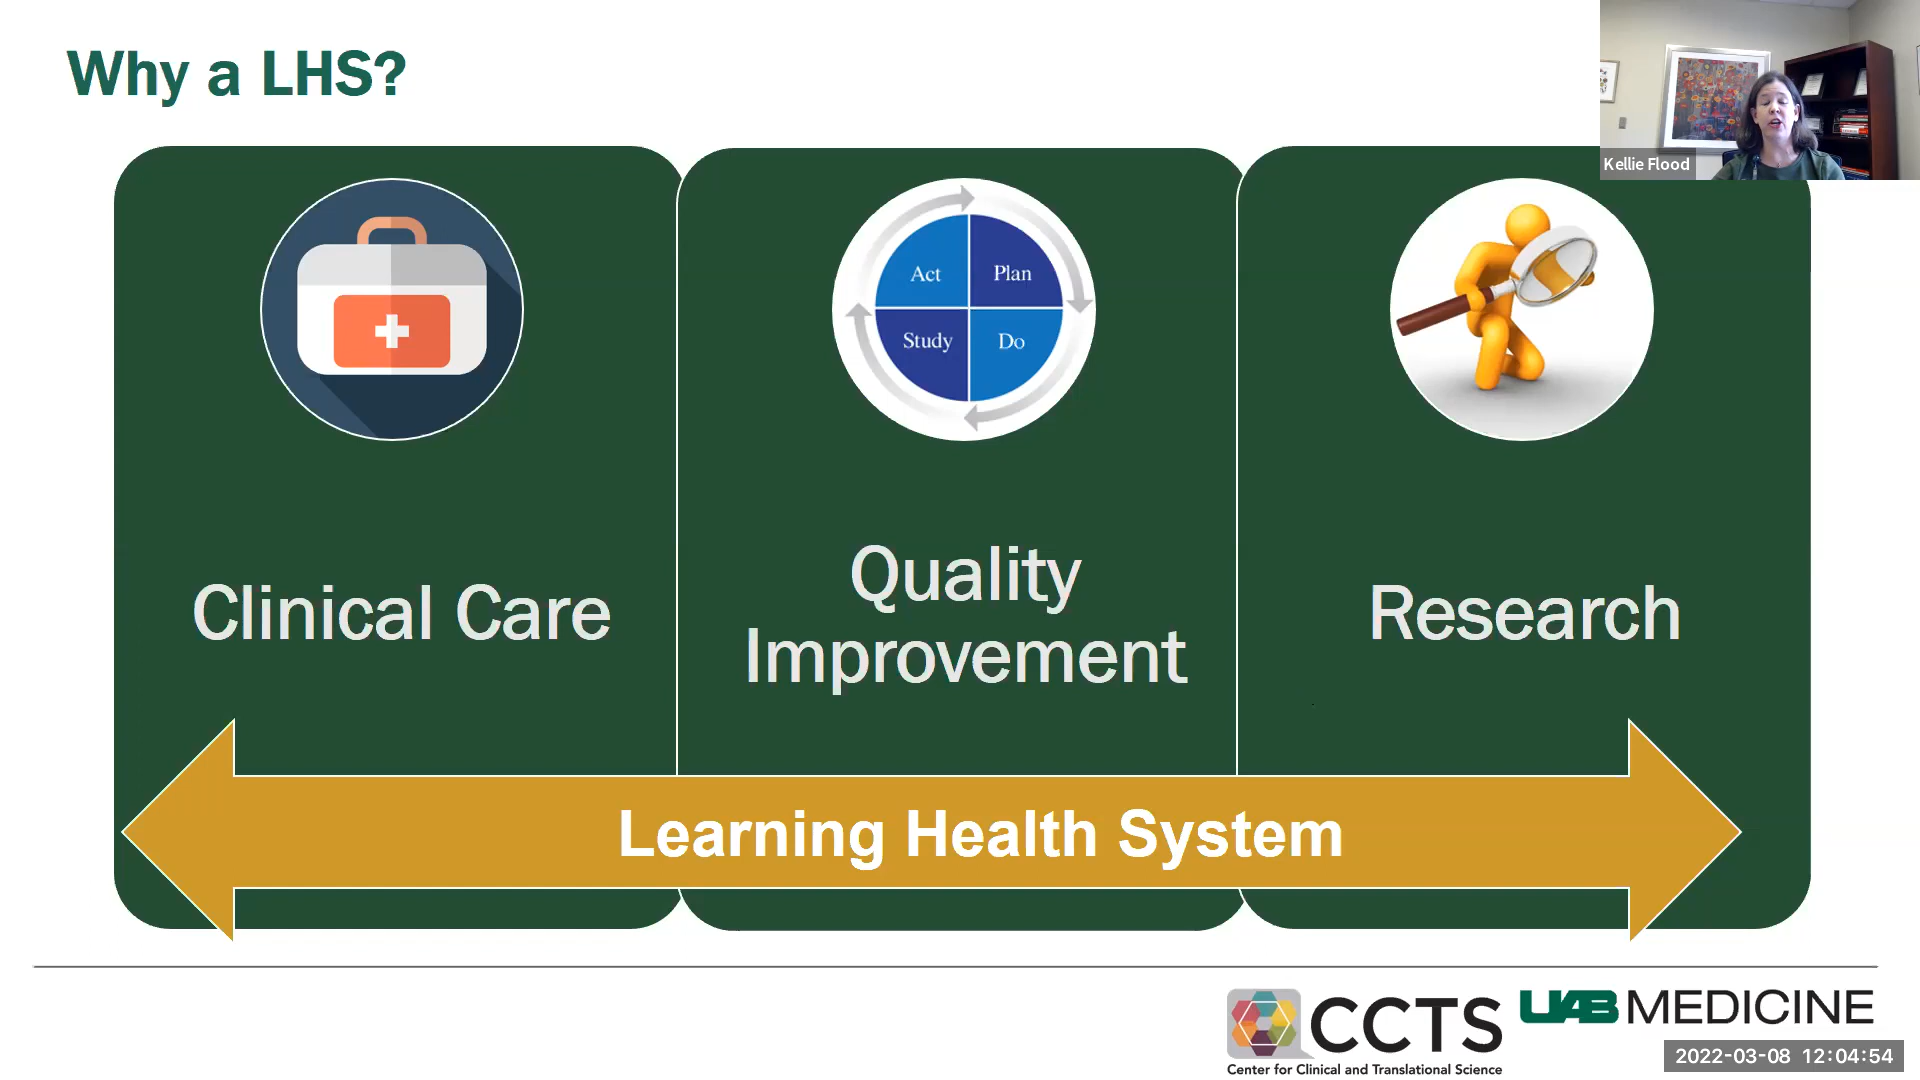 Why a LHS?
Kellie Flood
Act
Plan
Study
Do
Clinical Care
Quality
Improvement
Research
Learning Health System
CCTS
Center for Clinical and Translational Science
UAB MEDICINE
2022-03-08 12:04:54